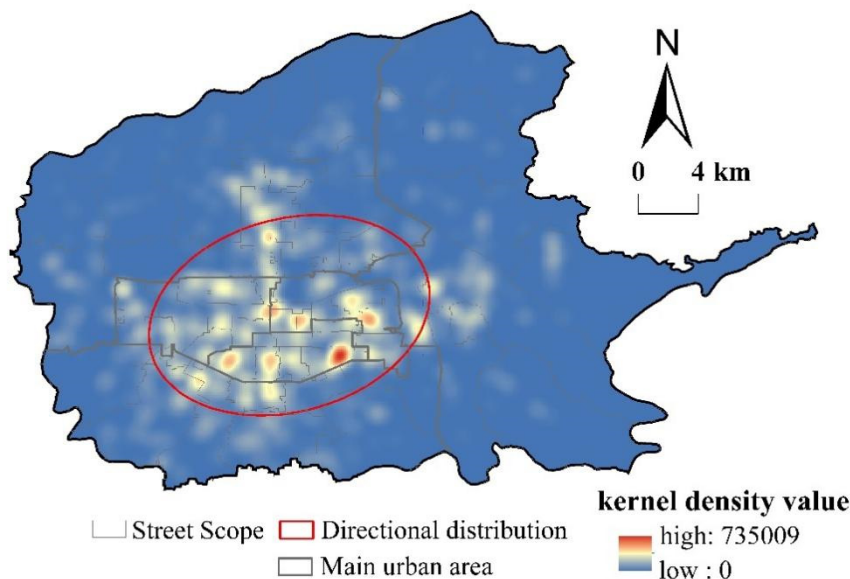 N
0 4 km
kernel density value
Street Scope Directional distribution
high: 735009
Main urban area
low : 0